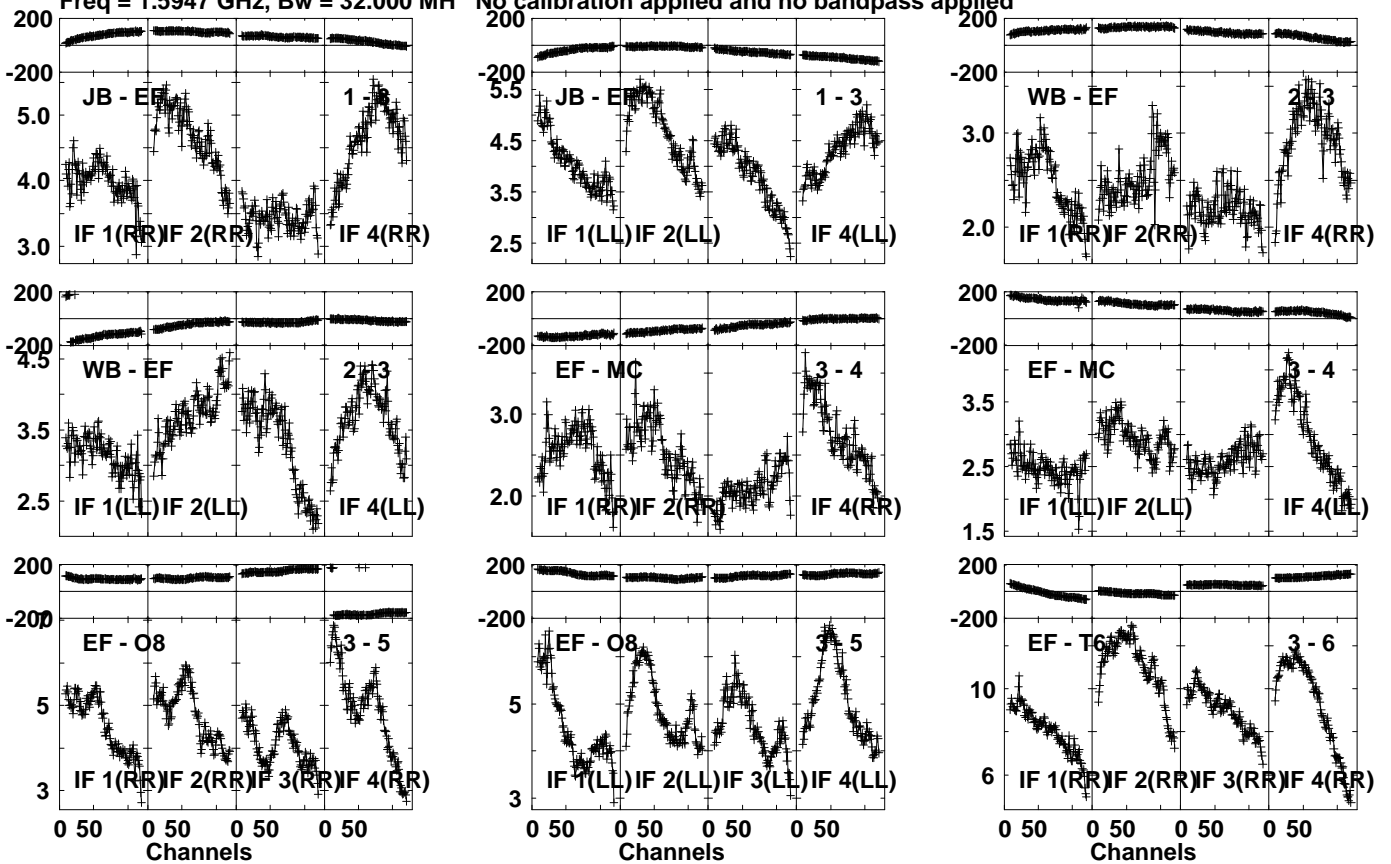 Freq = 1.5947 GHz, Bw = 32.000 MH No calibration applied and no bandpass applied
200
-200
JB - EF 1 - 3
5.0
4.0
3.0
IF 1(RR) IF 2(RR) IF 4(RR)
-200
5.5
JB - EF 1 - 3
4.5
3.5
2.5
IF 1(LL) IF 2(LL) IF 4(LL)
200
-200
WB - EF 2 - 3
3.0
2.0
IF 1(RR) IF 2(RR) IF 4(RR)
200
-200
4.5
WB - EF 2 - 3
3.5
2.5
IF 1(LL) IF 2(LL) IF 4(LL)
200
-200
EF - MC 3 - 4
3.0
2.0
IF 1(RR) IF 2(RR) IF 4(RR)
200
-200
EF - MC 3 - 4
3.5
2.5
1.5
IF 1(LL) IF 2(LL) IF 4(LL)
200
-200
7
EF - O8 3 - 5
5
3
IF 1(RR) IF 2(RR) IF 3(RR) IF 4(RR)
0 50 0 50 0 50 0 50
Channels
200
-200
EF - O8 3 - 5
5
3
IF 1(LL) IF 2(LL) IF 3(LL) IF 4(LL)
0 50 0 50 0 50 0 50
Channels
200
-200
EF - T6 3 - 6
10
6
IF 1(RR) IF 2(RR) IF 3(RR) IF 4(RR)
0 50 0 50 0 50 0 50
Channels